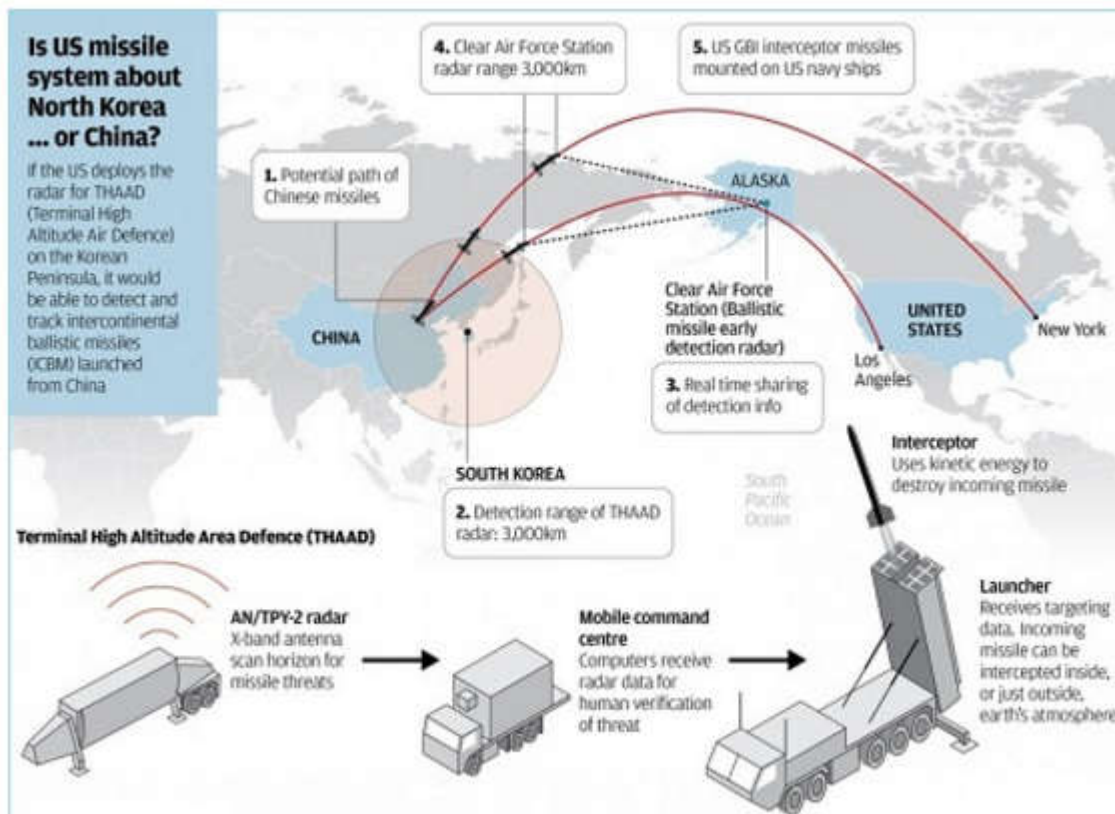 Is US missile
system about
North Korea
... or China?
If the US deploys the
radar for THAAD
(Terminal High
Altitude Air Defence)
on the Korean
Peninsula, it would
be able to detect and
track intercontinental
ballistic missiles
(ICBM) launched
from China
4. Clear Air Force Station
radar range 3,000km
5. US GBI interceptor missiles
mounted on US navy ships
1. Potential path of
Chinese missiles
ALASKA
CHINA
Clear Air Force
Station (Ballistic
missile early
detection radar)
3. Real time sharing
of detection info
UNITED
STATES
New York
Los
Angeles
SOUTH KOREA
2. Detection range of THAAD
radar: 3,000km
South
Pacific
Ocean
Interceptor
Uses kinetic energy to
destroy incoming missile
Terminal High Altitude Area Defence (THAAD)
AN/TPY-2 radar
X-band antenna
scan horizon for
missile threats
Mobile command
centre
Computers receive
radar data for
human verification
of threat
Launcher
Receives targeting
data. Incoming
missile can be
intercepted inside,
or just outside,
earth's atmosphere